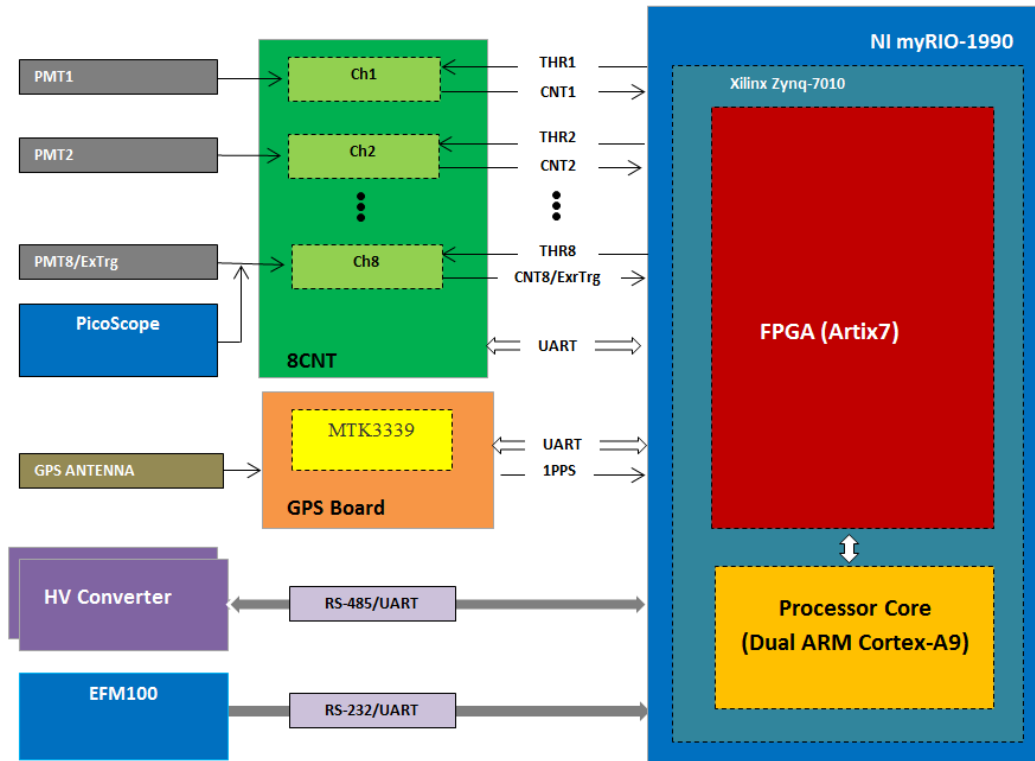 NI myRIO-1990
Xilinx Zynq-7010
PMT1
Ch1
THR1
CNT1
PMT2
Ch2
THR2
CNT2
PMT8/ExTrg
Ch8
THR8
CNT8/ExrTrg
PicoScope
8CNT
UART
FPGA (Artix7)
MTK3339
UART
1PPS
GPS ANTENNA
GPS Board
HV Converter
RS-485/UART
Processor Core
(Dual ARM Cortex-A9)
EFM100
RS-232/UART